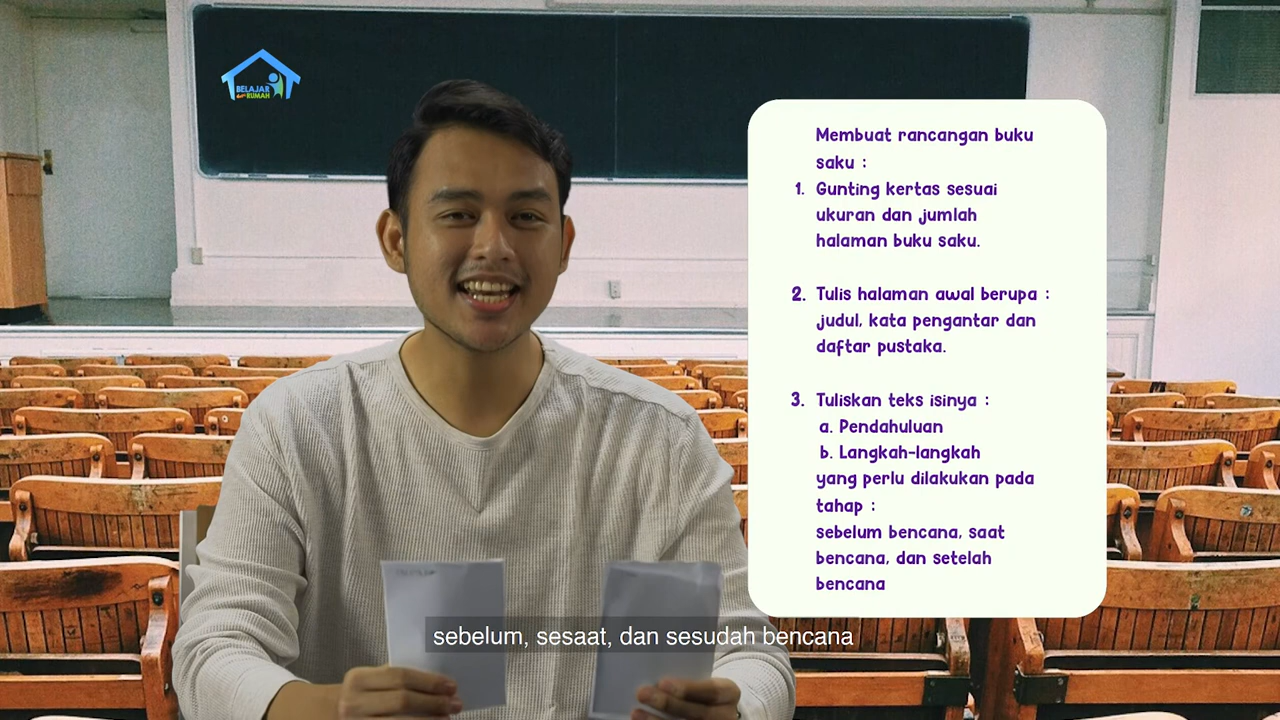 BELAJAR
dari RUMAH
Membuat rancangan buku
saku :
1. Gunting kertas sesuai
ukuran dan jumlah
halaman buku saku.
2. Tulis halaman awal berupa :
judul, kata pengantar dan
daftar pustaka.
3. Tuliskan teks isinya :
a. Pendahuluan
b. Langkah-langkah
yang perlu dilakukan pada
tahap :
sebelum bencana, saat
bencana, dan setelah
bencana
sebelum, sesaat, dan sesudah bencana